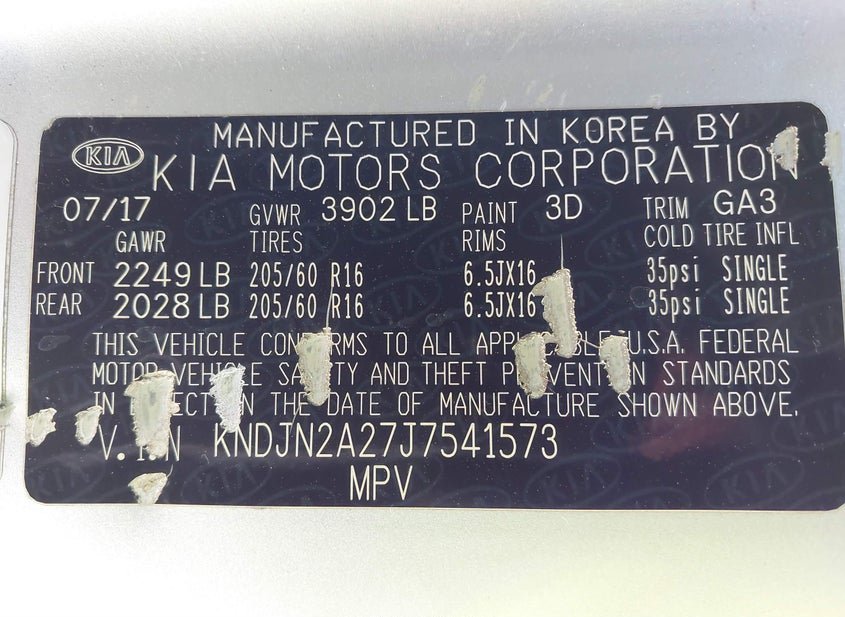 MANUFACTURED IN KOREA BY
KIA KIA MOTORS CORPORATION
07/17 GVWR 3902 LB PAINT 3D TRIM GA3
GAWR TIRES RIMS COLD TIRE INFL
FRONT 2249 LB 205/60 R16 6.5JX16 35psi SINGLE
REAR 2028 LB 205/60 R16 6.5JX16 35psi SINGLE
THIS VEHICLE CONFORMS TO ALL APPLICABLE U.S.A. FEDERAL
MOTOR VEHICLE SAFETY AND THEFT PREVENTION STANDARDS
IN EFFECT ON THE DATE OF MANUFACTURE SHOWN ABOVE.
V.I.N KNDJN2A27J7541573
MPV